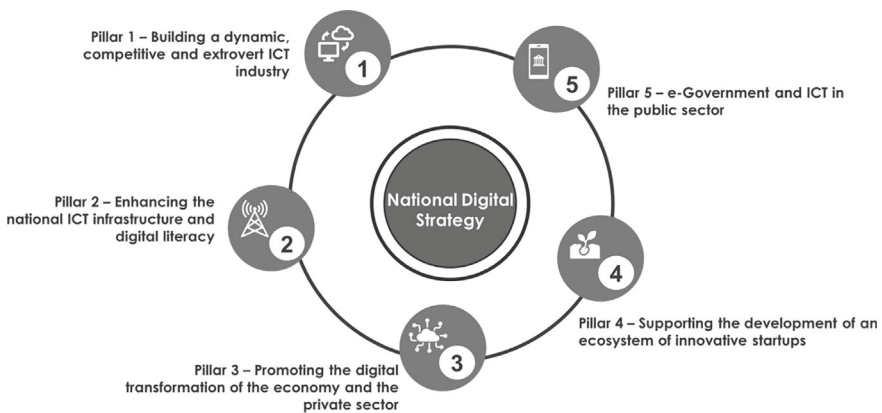 Pillar 1 – Building a dynamic,
competitive and extrovert ICT
industry
1
5
Pillar 5 – e-Government and ICT in
the public sector
National Digital
Strategy
Pillar 2 – Enhancing the
national ICT infrastructure and
digital literacy
2
4
Pillar 4 – Supporting the development of an
ecosystem of innovative startups
3
Pillar 3 – Promoting the digital
transformation of the economy and the
private sector